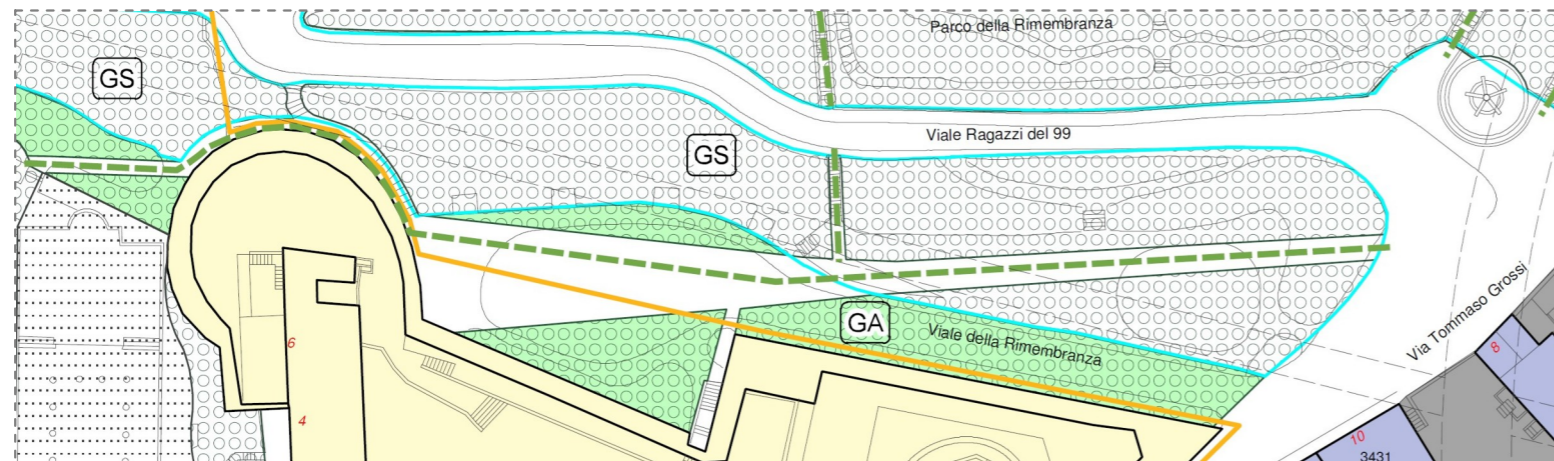 Parco della Rimembranza
GS
Viale Ragazzi del 99
GS
GA
Viale della Rimembranza
Via Tommaso Grossi
6
4
8
10
3431